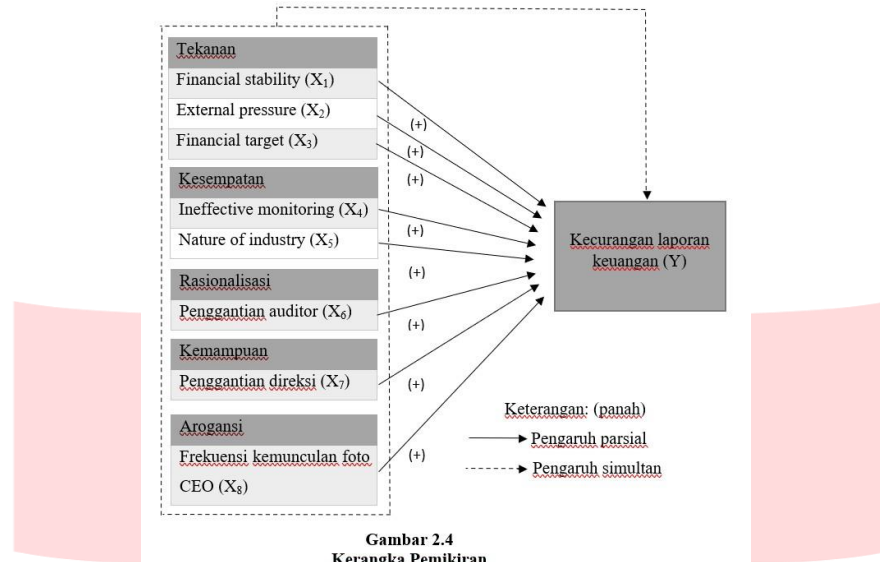 Tekanan
Financial stability (X₁)
External pressure (X₂)
Financial target (X₃)
Kesempatan
Ineffective monitoring (X₄)
Nature of industry (X₅)
Rasionalisasi
Penggantian auditor (X₆)
Kemampuan
Penggantian direksi (X₇)
Arogansi
Frekuensi kemunculan foto
CEO (X₈)
(+)
(+)
(+)
(+)
(+)
(+)
(+)
(+)
Kecurangan laporan
keuangan (Y)
Keterangan: (panah)
Pengaruh parsial
Pengaruh simultan
Gambar 2.4
Kerangka Pemikiran